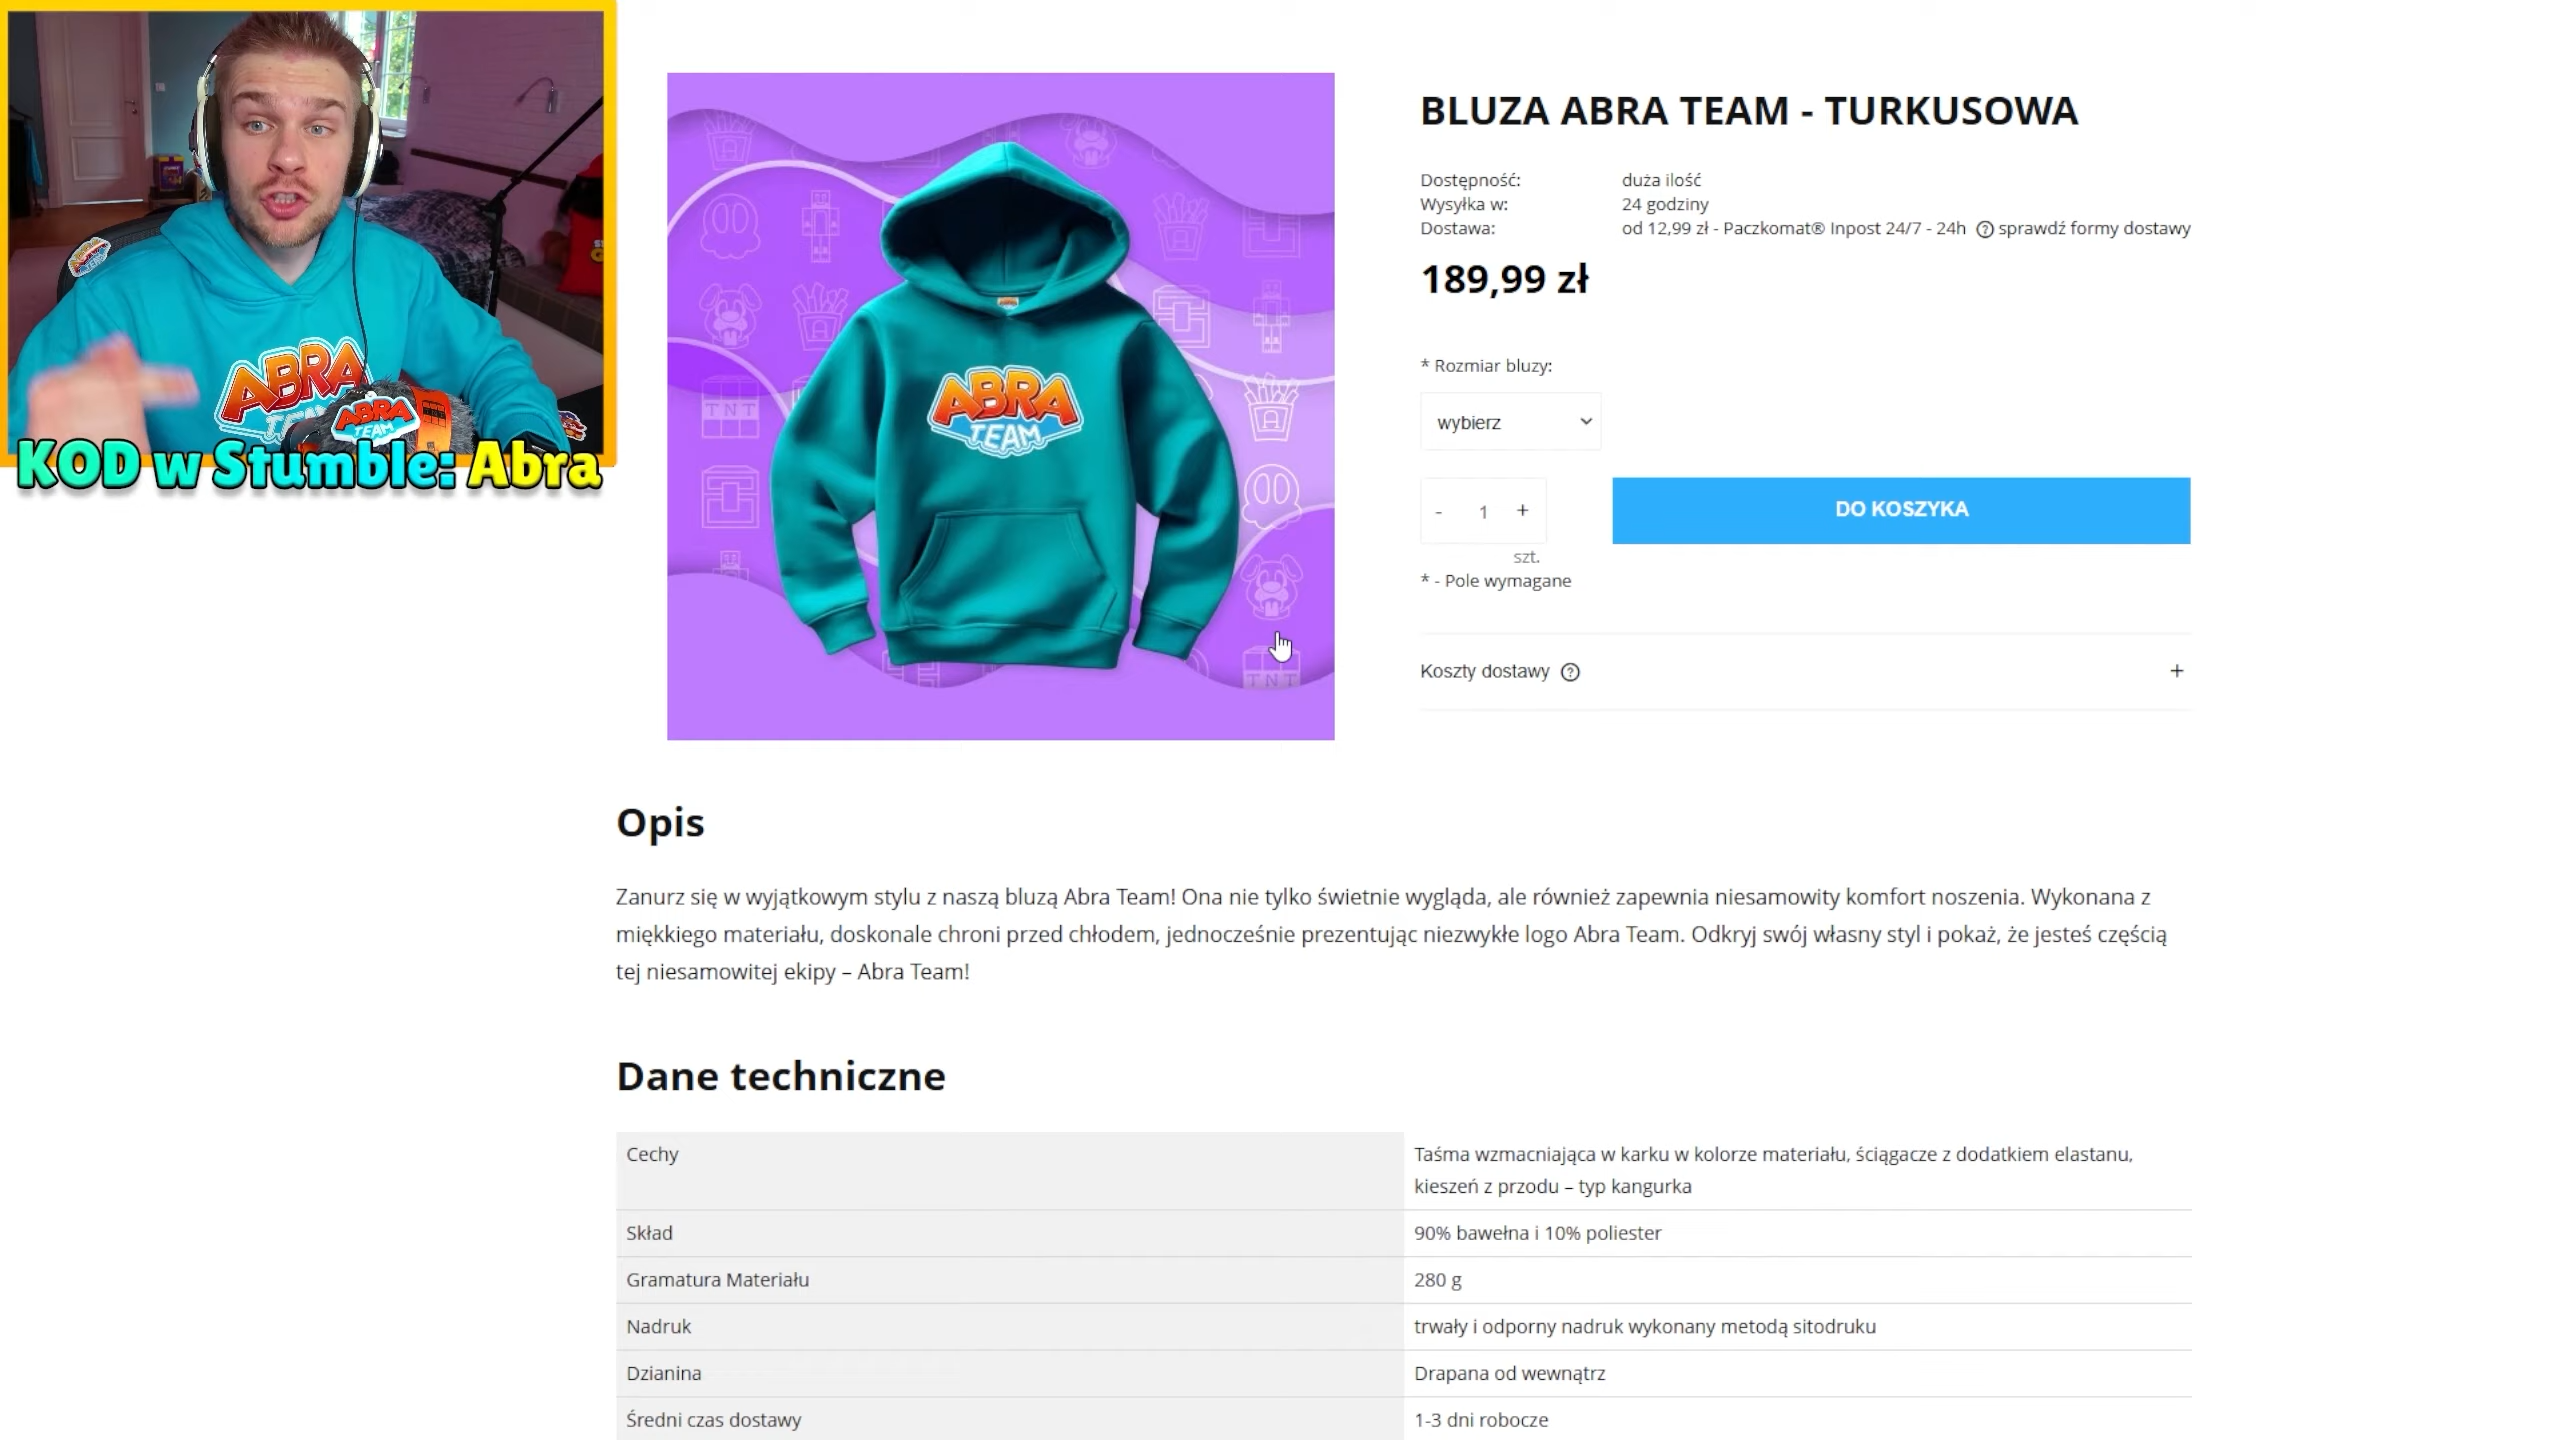 ABRA
TEAM
ABRA
TEAM
KOD w Stumble: Abra
TNT
ABRA
TEAM
A
A
TNT
BLUZA ABRA TEAM - TURKUSOWA
Dostępność: duża ilość
Wysyłka w: 24 godziny
Dostawa: od 12,99 zł - Paczkomat® Inpost 24/7 - 24h ? sprawdź formy dostawy
189,99 zł
* Rozmiar bluzy:
wybierz
- 1 + DO KOSZYKA
szt.
* - Pole wymagane
Koszty dostawy ? +
Opis
Zanurz się w wyjątkowym stylu z naszą bluzą Abra Team! Ona nie tylko świetnie wygląda, ale również zapewnia niesamowity komfort noszenia. Wykonana z
miękkiego materiału, doskonale chroni przed chłodem, jednocześnie prezentując niezwykłe logo Abra Team. Odkryj swój własny styl i pokaż, że jesteś częścią
tej niesamowitej ekipy – Abra Team!
Dane techniczne
Cechy Taśma wzmacniająca w karku w kolorze materiału, ściągacze z dodatkiem elastanu,
kieszeń z przodu – typ kangurka
Skład 90% bawełna i 10% poliester
Gramatura Materiału 280 g
Nadruk trwały i odporny nadruk wykonany metodą sitodruku
Dzianina Drapana od wewnątrz
Średni czas dostawy 1-3 dni robocze